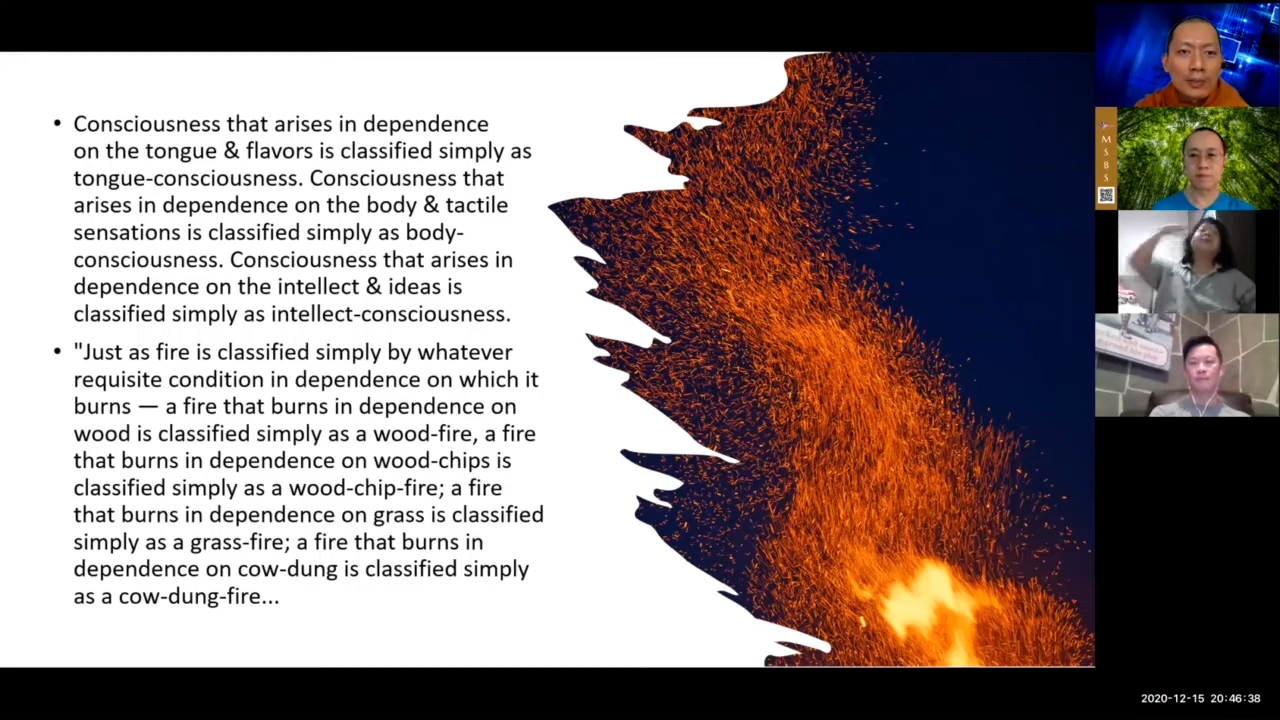 • Consciousness that arises in dependence
on the tongue & flavors is classified simply as
tongue-consciousness. Consciousness that
arises in dependence on the body & tactile
sensations is classified simply as body-
consciousness. Consciousness that arises in
dependence on the intellect & ideas is
classified simply as intellect-consciousness.
• "Just as fire is classified simply by whatever
requisite condition in dependence on which it
burns — a fire that burns in dependence on
wood is classified simply as a wood-fire, a fire
that burns in dependence on wood-chips is
classified simply as a wood-chip-fire; a fire
that burns in dependence on grass is classified
simply as a grass-fire; a fire that burns in
dependence on cow-dung is classified simply
as a cow-dung-fire...
MSBS
2020-12-15 20:46:38